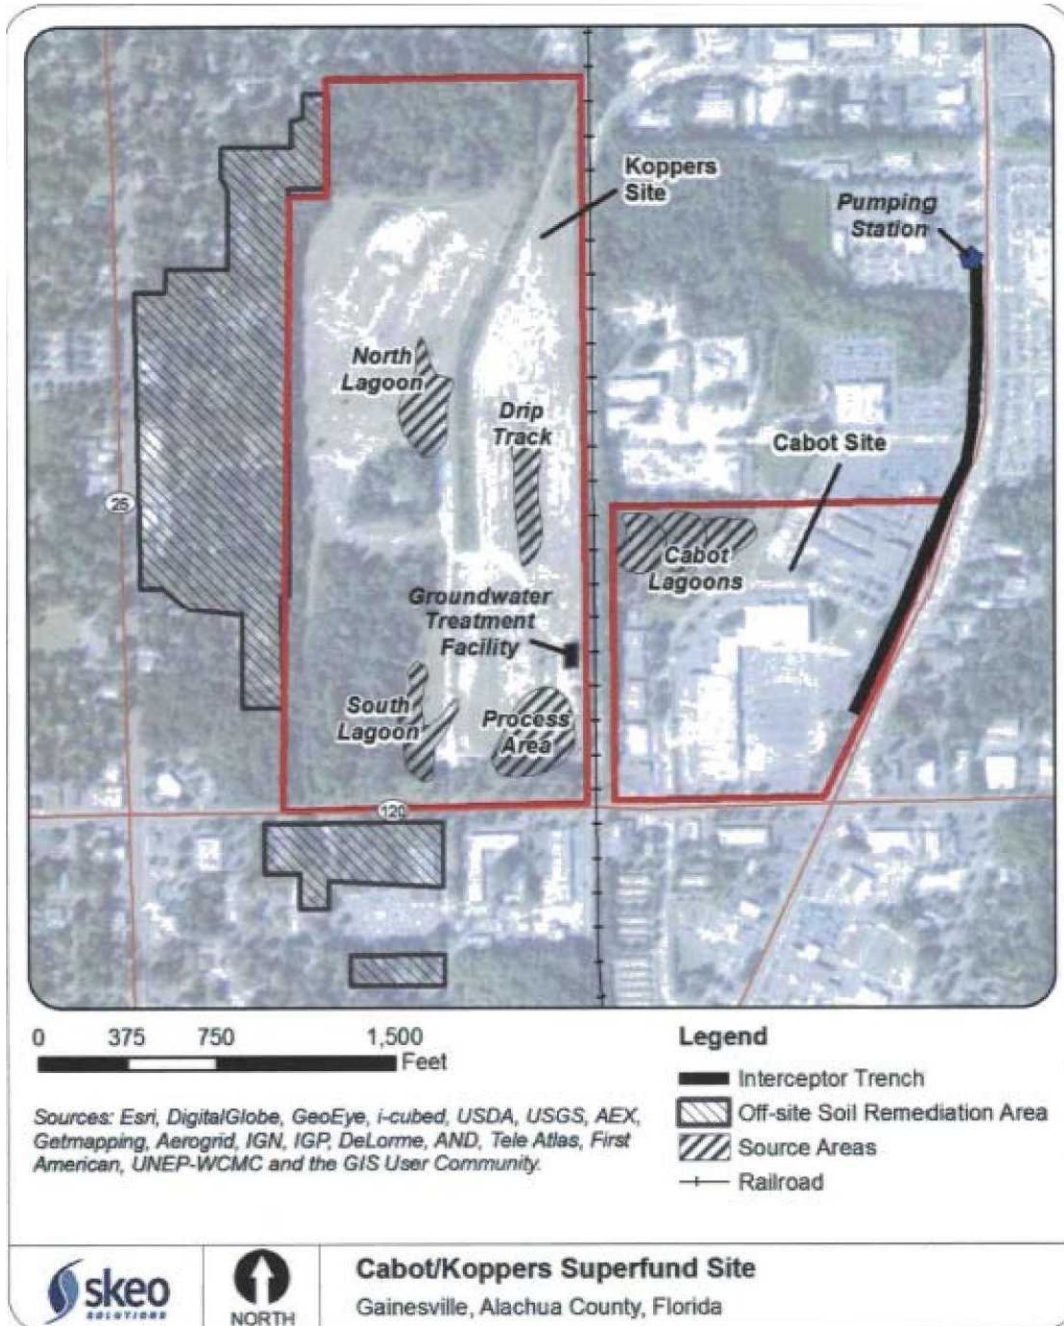 Koppers
Site
Pumping
Station
North
Lagoon
Drip
Track
Cabot Site
25
Cabot
Lagoons
Groundwater
Treatment
Facility
South
Lagoon
Process
Area
120
0 375 750 1,500
Feet
Legend
Interceptor Trench
Off-site Soil Remediation Area
Source Areas
Railroad
Sources: Esri, DigitalGlobe, GeoEye, i-cubed, USDA, USGS, AEX,
Getmapping, Aerogrid, IGN, IGP, DeLorme, AND, Tele Atlas, First
American, UNEP-WCMC and the GIS User Community.
skeo
SOLUTIONS
NORTH
Cabot/Koppers Superfund Site
Gainesville, Alachua County, Florida